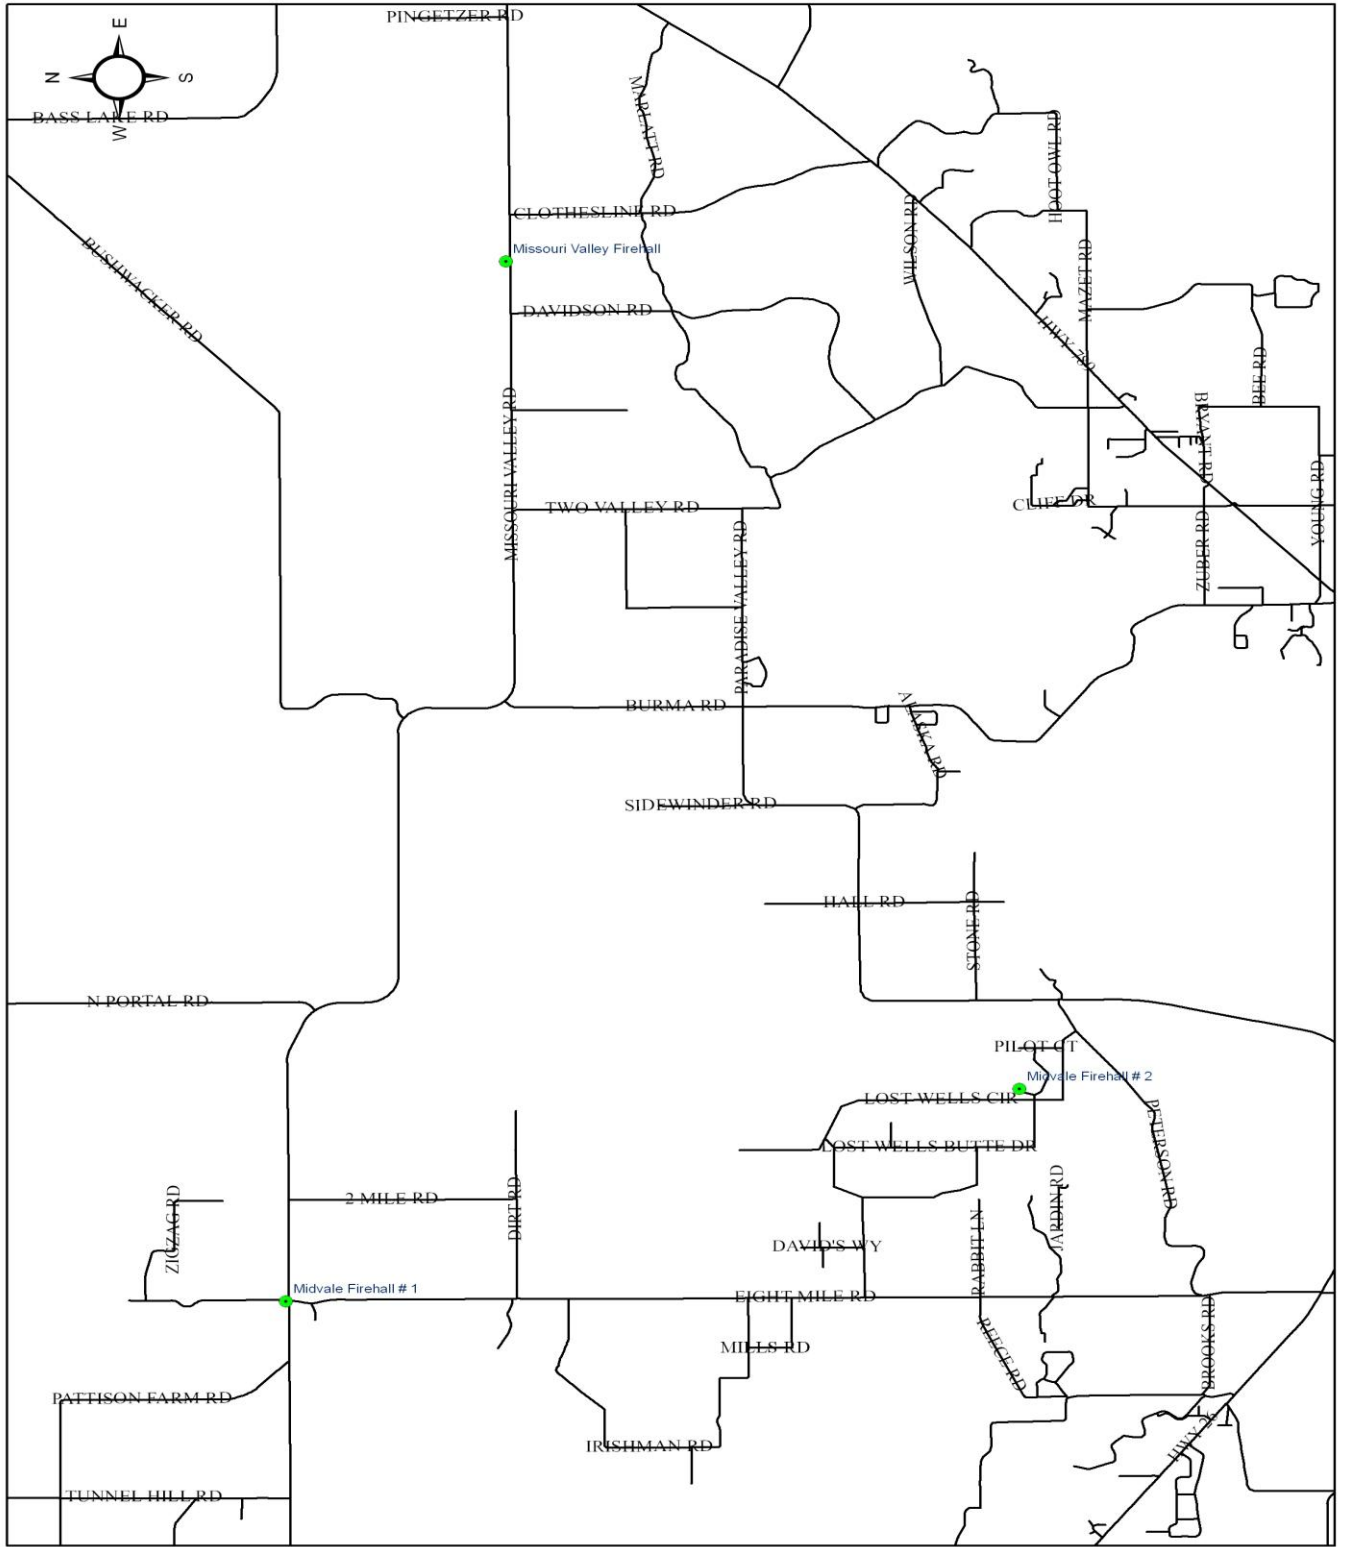 PINGETZER RD
E
N
S
W
BASS LAKE RD
MARLATT RD
HOOT OWL RD
CLOTHESLINE RD
WILSON RD
Missouri Valley Firehall
BUSHWACKER RD
MAZET RD
DAVIDSON RD
HWY 789
BEE RD
MISSOURI VALLEY RD
BRYANT RD
TWO VALLEY RD
CLIFF DR
YOUNG RD
ZUBER RD
PARADISE VALLEY RD
BURMA RD
ALASKA RD
SIDEWINDER RD
HALL RD
STONE RD
N PORTAL RD
PILOT CT
Midvale Firehall # 2
LOST WELLS CIR
PETERSON RD
LOST WELLS BUTTE DR
JARDIN RD
2 MILE RD
DIRT RD
ZIGZAG RD
RABBIT LN
DAVID'S WY
Midvale Firehall # 1
EIGHT MILE RD
BROOKS RD
MILLS RD
REECE RD
PATTISON FARM RD
HWY 26
IRISHMAN RD
TUNNEL HILL RD